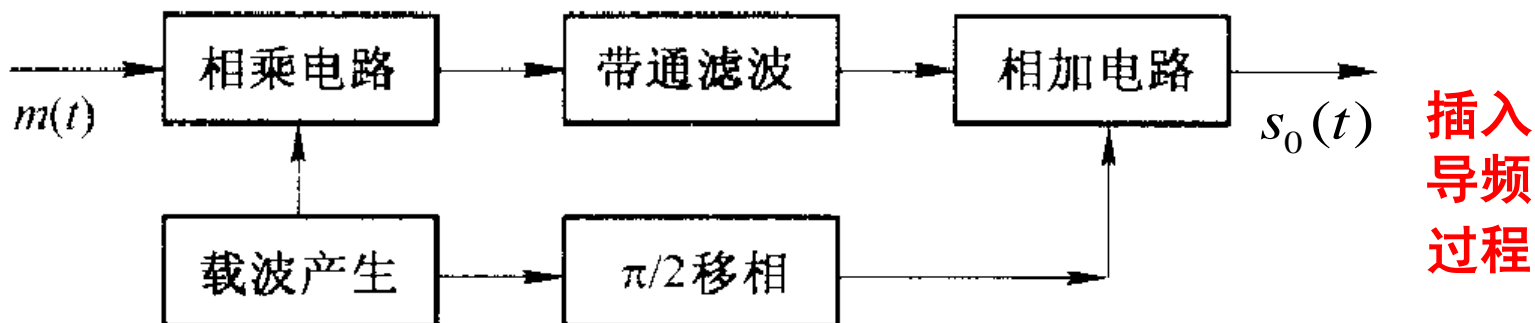 相乘电路
带通滤波
相加电路
m(t)
s₀(t)
载波产生
π/2移相
插入
导频
过程